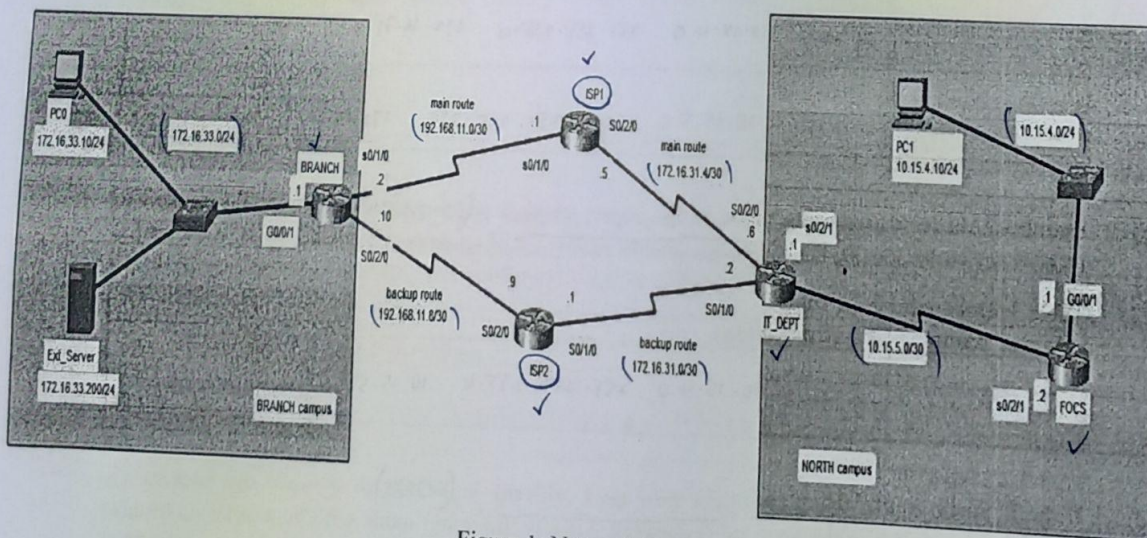 PC0
172.16.33.10/24
(172.16.33.0/24)
BRANCH
.1
G0/0/1
Ext_Server
172.16.33.200/24
BRANCH campus
s0/1/0
.2
.10
S0/2/0
main route
(192.168.11.0/30)
.1
s0/1/0
ISP1
S0/2/0
.5
main route
(172.16.31.4/30)
S0/2/0
.6
backup route
(192.168.11.8/30)
.9
S0/2/0
ISP2
.1
S0/1/0
backup route
(172.16.31.0/30)
.2
S0/1/0
s0/2/1
.1
IT_DEPT
(10.15.5.0/30)
PC1
10.15.4.10/24
(10.15.4.0/24)
.1
G0/0/1
s0/2/1
.2
FOCS
NORTH campus